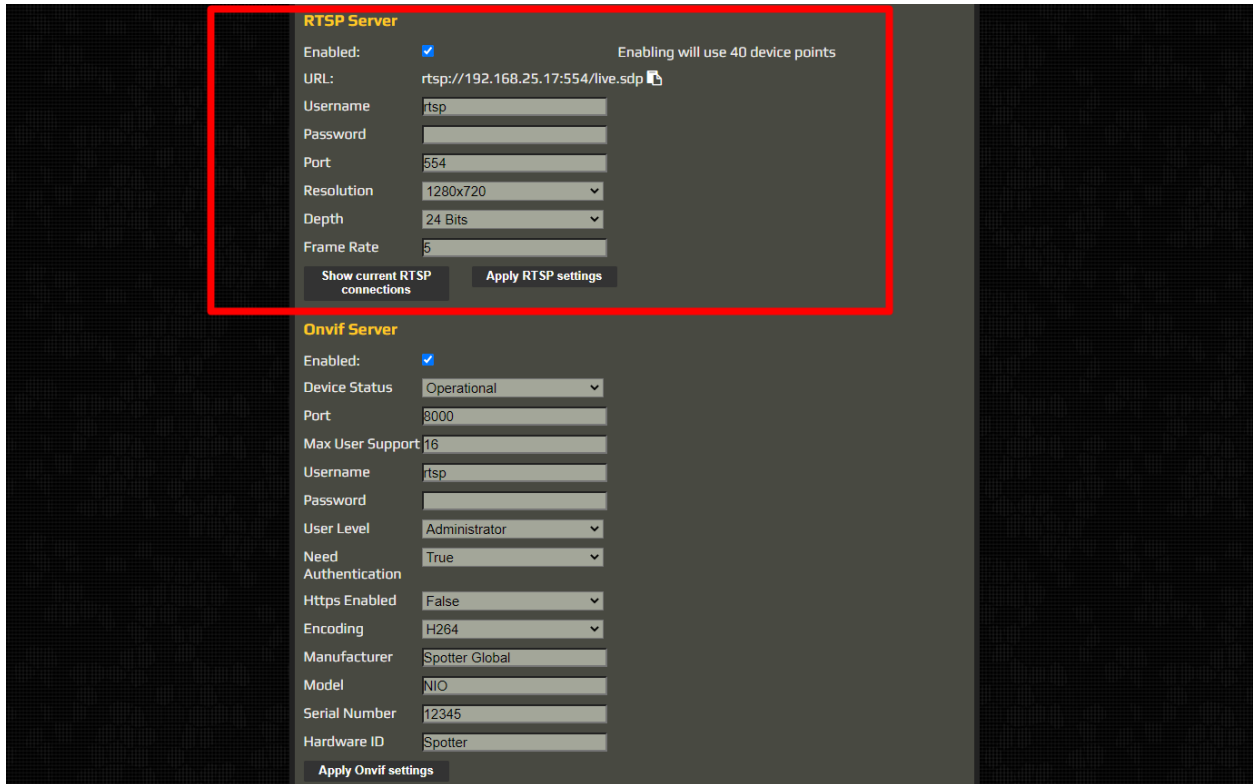 RTSP Server
Enabled: Enabling will use 40 device points
URL: rtsp://192.168.25.17:554/live.sdp
Username rtsp
Password
Port 554
Resolution 1280x720
Depth 24 Bits
Frame Rate 5
Show current RTSP
connections
Apply RTSP settings
Onvif Server
Enabled:
Device Status Operational
Port 8000
Max User Support 16
Username rtsp
Password
User Level Administrator
Need
Authentication
True
Https Enabled False
Encoding H264
Manufacturer Spotter Global
Model NIO
Serial Number 12345
Hardware ID Spotter
Apply Onvif settings